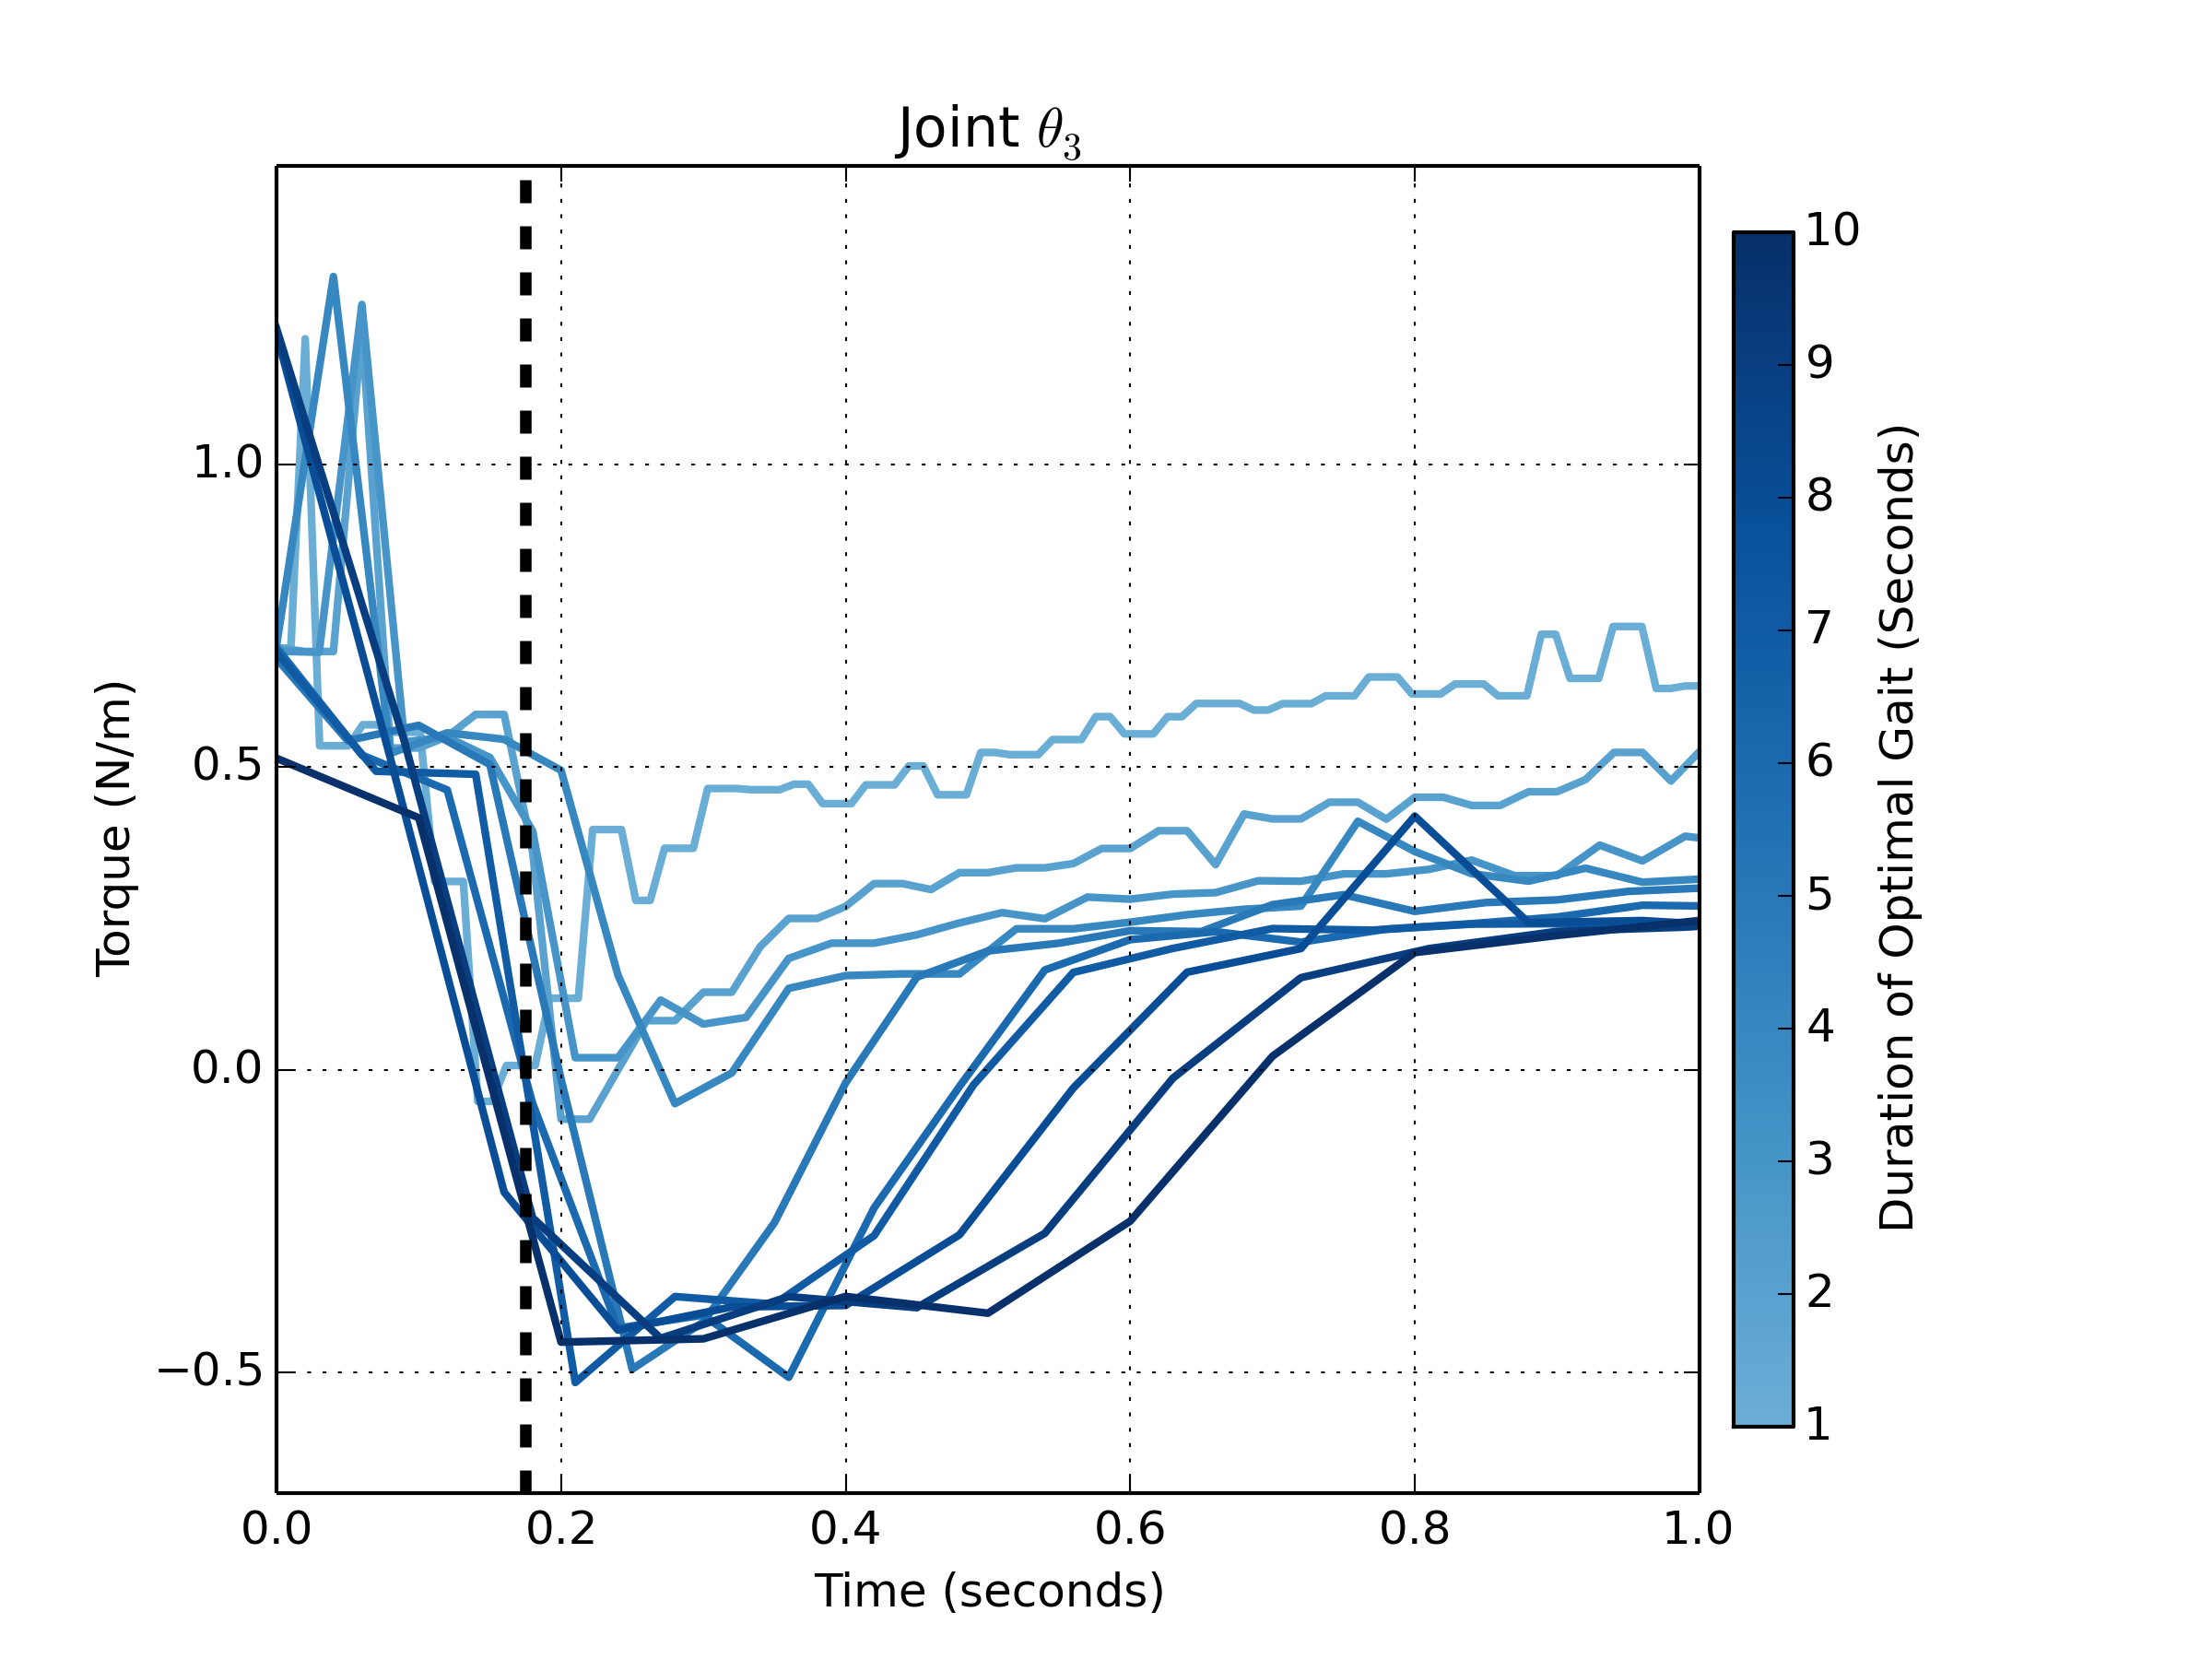 Joint θ₃
1.0
0.5
0.0
−0.5
0.0 0.2 0.4 0.6 0.8 1.0
Time (seconds)
Torque (N/m)
10
9
8
7
6
5
4
3
2
1
Duration of Optimal Gait (Seconds)